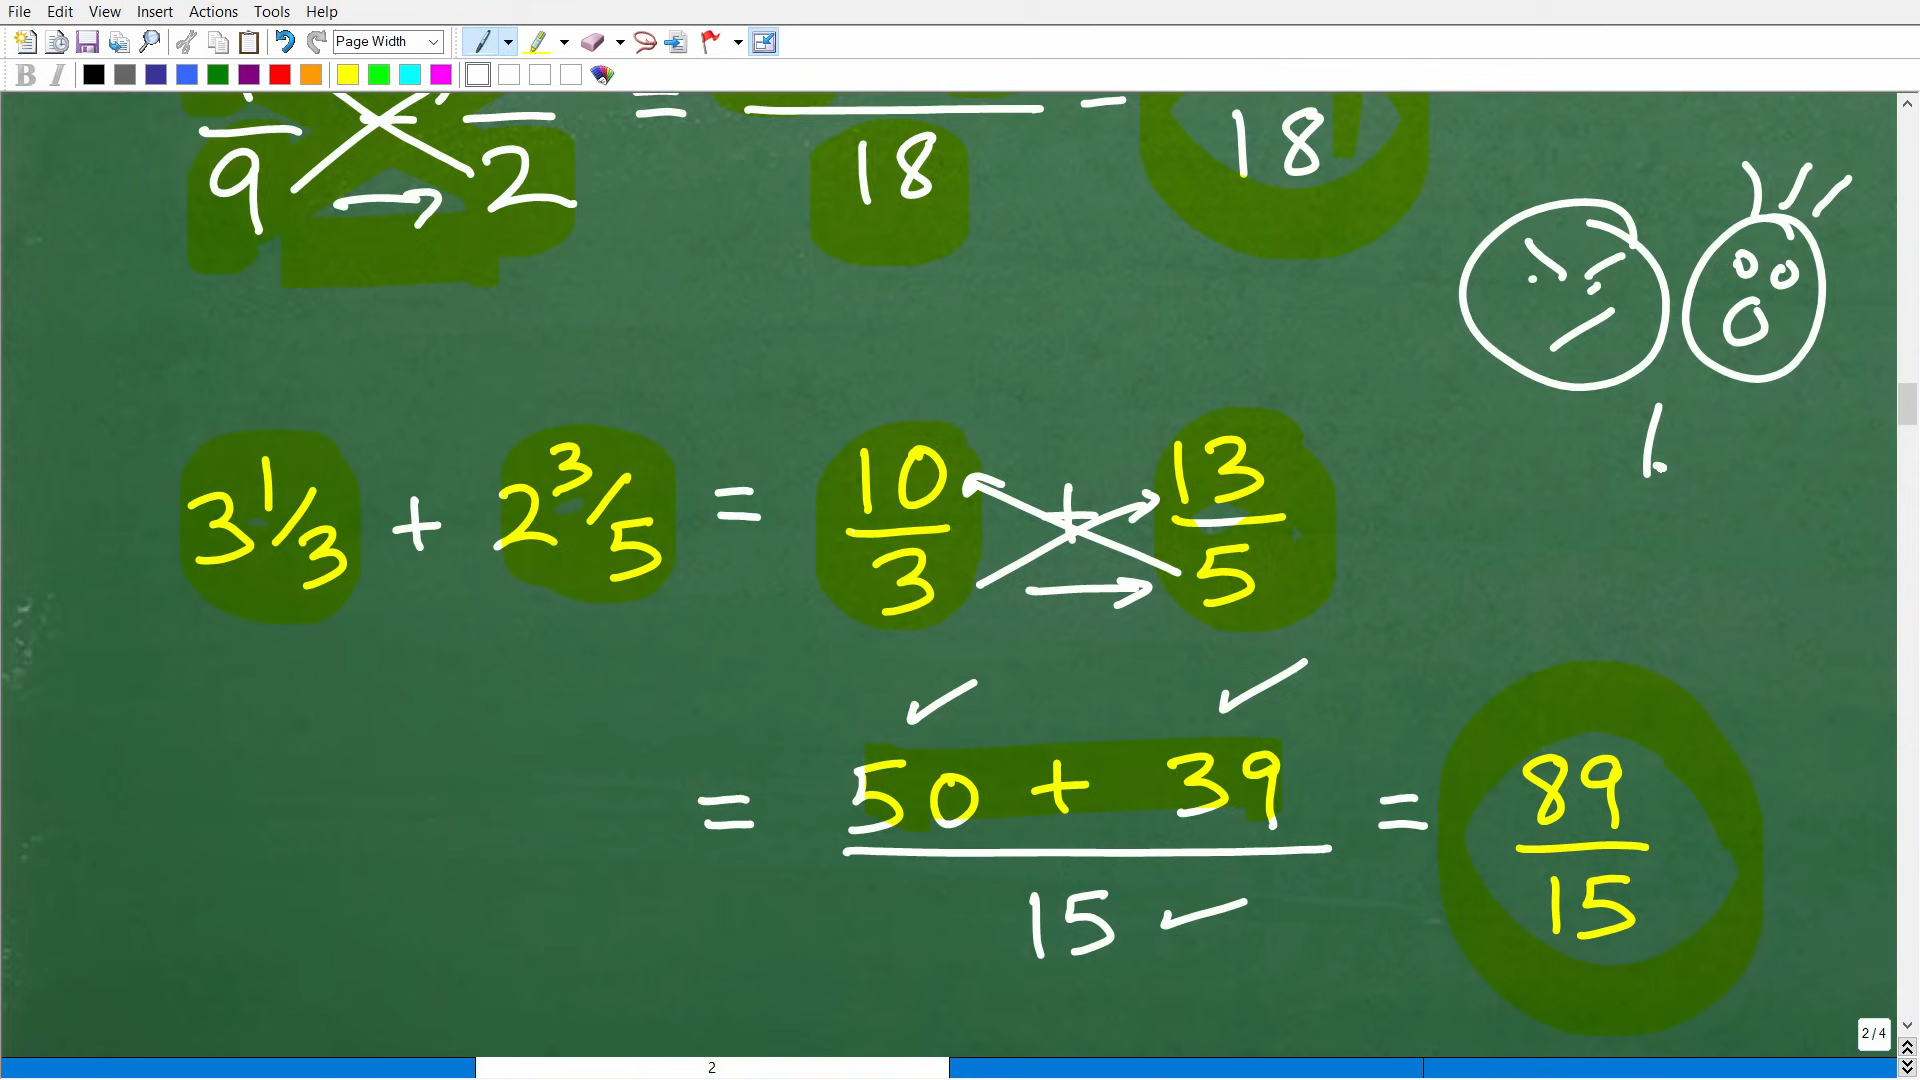 File Edit View Insert Actions Tools Help
Page Width
B I
9 2 = 18 - 18
3 1/3 + 2 3/5 = 10/3 + 13/5
= 50 + 39 / 15 = 89/15
2 / 4
2